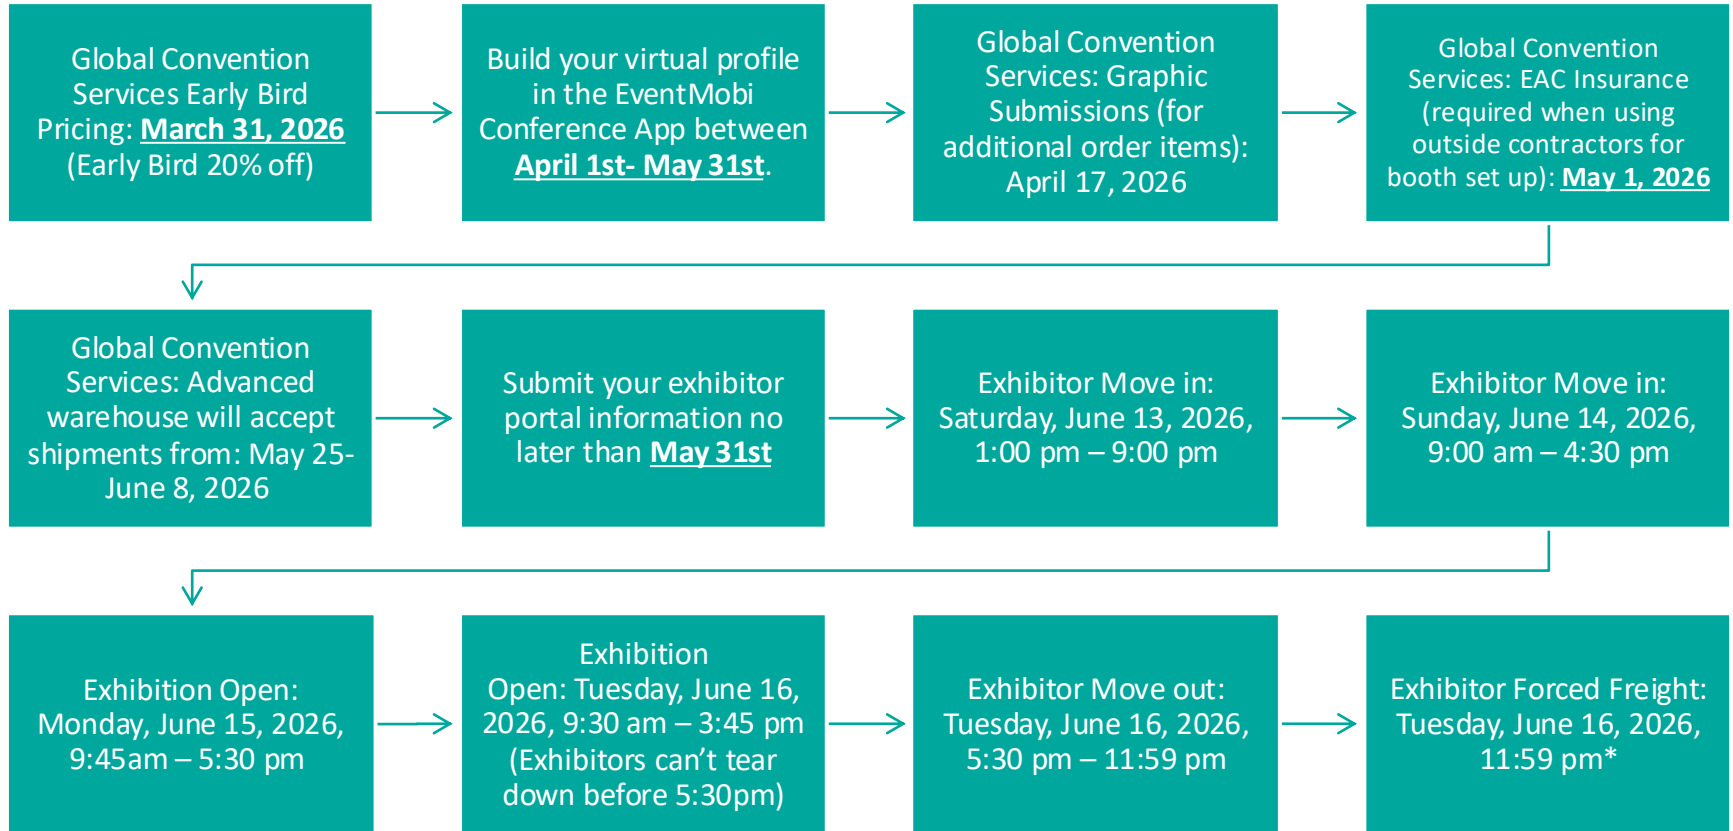 Global Convention
Services Early Bird
Pricing: March 31, 2026
(Early Bird 20% off)
Build your virtual profile
in the EventMobi
Conference App between
April 1st- May 31st.
Global Convention
Services: Graphic
Submissions (for
additional order items):
April 17, 2026
Global Convention
Services: EAC Insurance
(required when using
outside contractors for
booth set up): May 1, 2026
Global Convention
Services: Advanced
warehouse will accept
shipments from: May 25-
June 8, 2026
Submit your exhibitor
portal information no
later than May 31st
Exhibitor Move in:
Saturday, June 13, 2026,
1:00 pm – 9:00 pm
Exhibitor Move in:
Sunday, June 14, 2026,
9:00 am – 4:30 pm
Exhibition Open:
Monday, June 15, 2026,
9:45am – 5:30 pm
Exhibition
Open: Tuesday, June 16,
2026, 9:30 am – 3:45 pm
(Exhibitors can’t tear
down before 5:30pm)
Exhibitor Move out:
Tuesday, June 16, 2026,
5:30 pm – 11:59 pm
Exhibitor Forced Freight:
Tuesday, June 16, 2026,
11:59 pm*